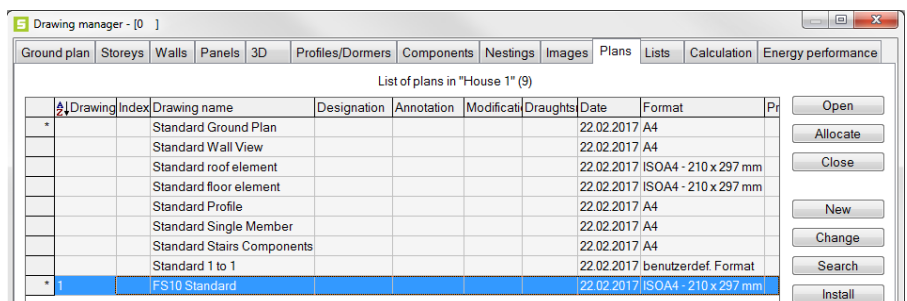 S Drawing manager - [0 ]
Ground plan Storeys Walls Panels 3D Profiles/Dormers Components Nestings Images Plans Lists Calculation Energy performance
List of plans in "House 1" (9)
AZ Drawing Index Drawing name Designation Annotation Modificati Draughts Date Format Pr Open
* Standard Ground Plan 22.02.2017 A4
Standard Wall View 22.02.2017 A4 Allocate
Standard roof element 22.02.2017 ISOA4 - 210 x 297 mm Close
Standard floor element 22.02.2017 ISOA4 - 210 x 297 mm
Standard Profile 22.02.2017 A4 New
Standard Single Member 22.02.2017 A4
Standard Stairs Components 22.02.2017 A4 Change
Standard 1 to 1 22.02.2017 benutzerdef. Format Search
* 1 FS10 Standard 22.02.2017 ISOA4 - 210 x 297 mm Install